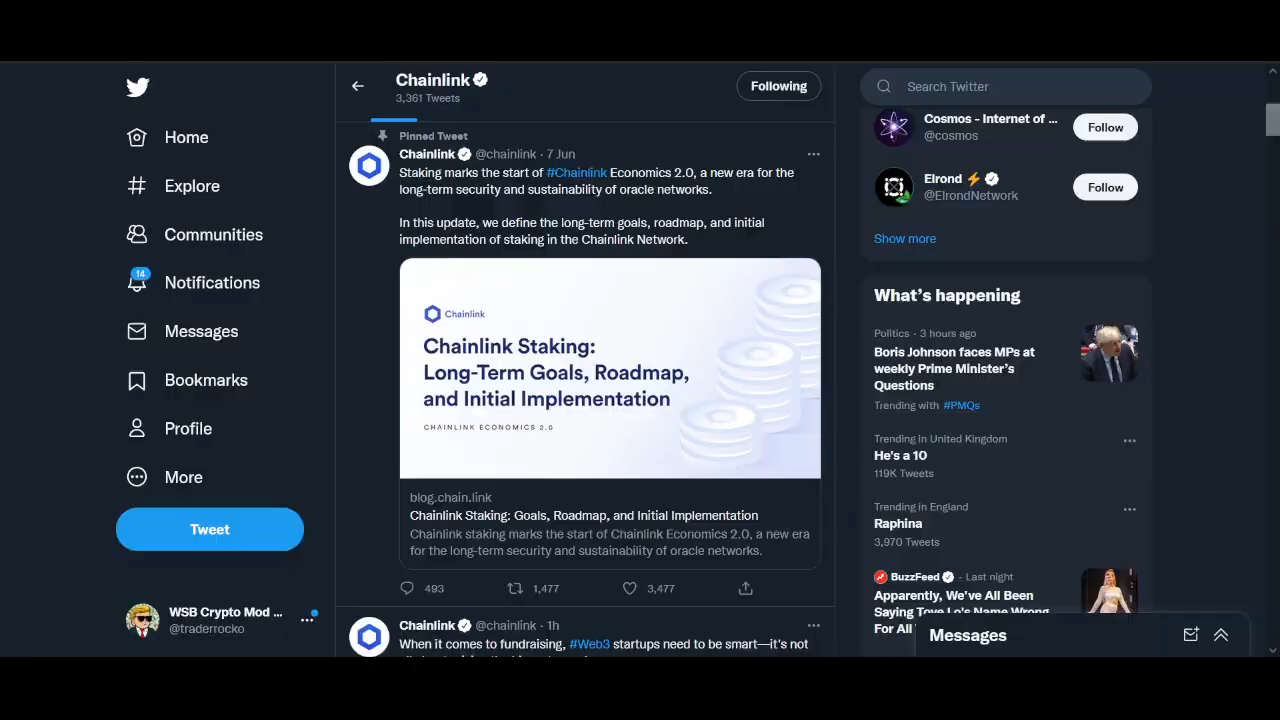 Home
Explore
Communities
14
Notifications
Messages
Bookmarks
Profile
More
Tweet
WSB Crypto Mod ...
@traderrocko
Chainlink
3,361 Tweets
Following
Pinned Tweet
Chainlink @chainlink · 7 Jun
Staking marks the start of #Chainlink Economics 2.0, a new era for the
long-term security and sustainability of oracle networks.
In this update, we define the long-term goals, roadmap, and initial
implementation of staking in the Chainlink Network.
Chainlink
Chainlink Staking:
Long-Term Goals, Roadmap,
and Initial Implementation
CHAINLINK ECONOMICS 2.0
blog.chain.link
Chainlink Staking: Goals, Roadmap, and Initial Implementation
Chainlink staking marks the start of Chainlink Economics 2.0, a new era
for the long-term security and sustainability of oracle networks.
493 1,477 3,477
Chainlink @chainlink · 1h
When it comes to fundraising, #Web3 startups need to be smart—it's not
Search Twitter
Cosmos - Internet of ...
@cosmos
Follow
Elrond ⚡
@ElrondNetwork
Follow
Show more
What's happening
Politics · 3 hours ago
Boris Johnson faces MPs at
weekly Prime Minister's
Questions
Trending with #PMQs
Trending in United Kingdom
He's a 10
119K Tweets
Trending in England
Raphina
3,970 Tweets
BuzzFeed · Last night
Apparently, We've All Been
Saying Tove Lo's Name Wrong
For All
Messages